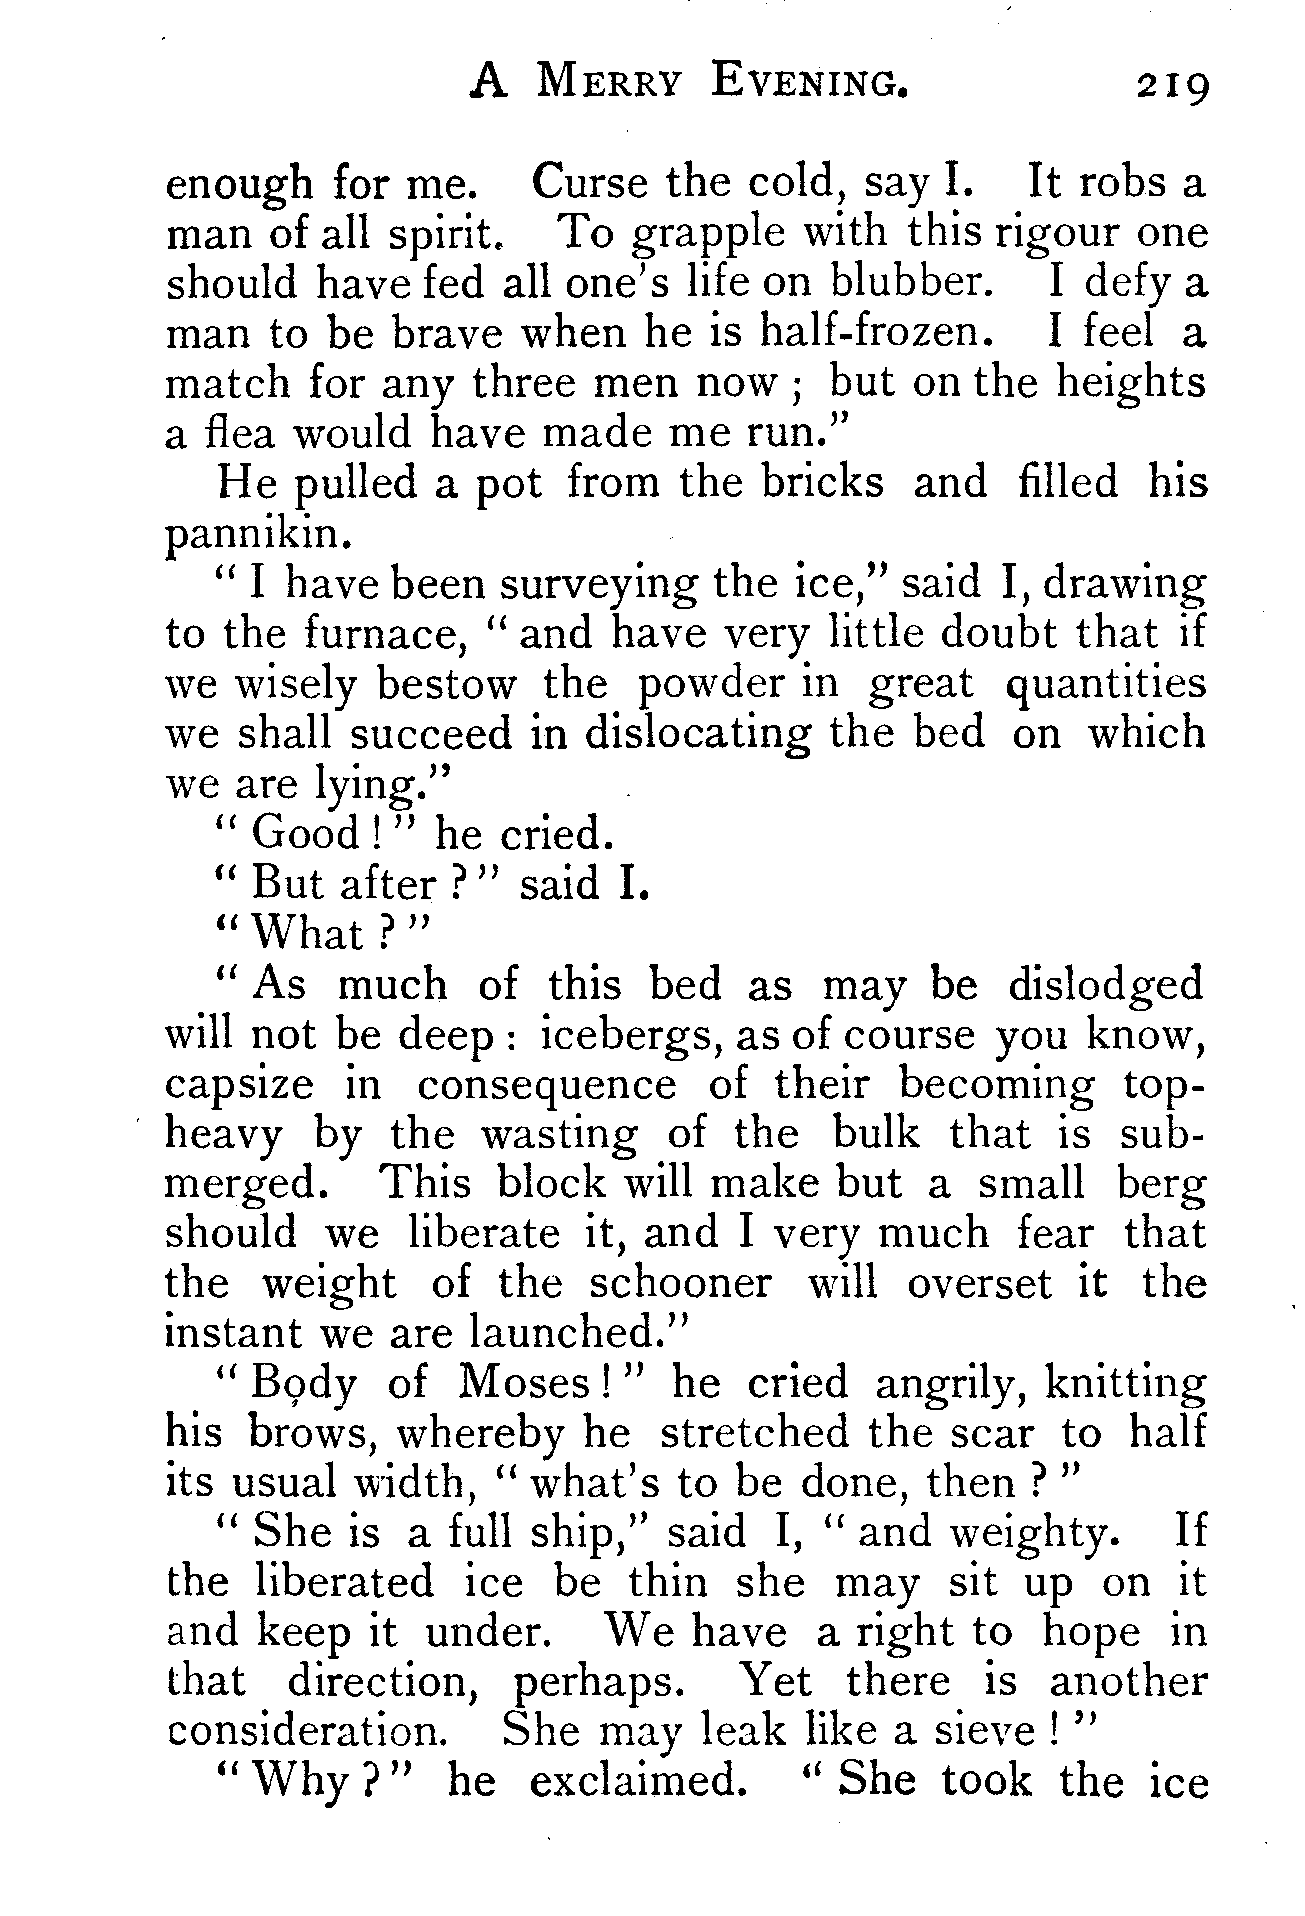 A MERRY EVENING. 219
enough for me. Curse the cold, say I. It robs a
man of all spirit. To grapple with this rigour one
should have fed all one's life on blubber. I defy a
man to be brave when he is half-frozen. I feel a
match for any three men now ; but on the heights
a flea would have made me run."
He pulled a pot from the bricks and filled his
pannikin.
" I have been surveying the ice," said I, drawing
to the furnace, " and have very little doubt that if
we wisely bestow the powder in great quantities
we shall succeed in dislocating the bed on which
we are lying."
" Good ! " he cried.
" But after ? " said I.
" What ? "
" As much of this bed as may be dislodged
will not be deep : icebergs, as of course you know,
capsize in consequence of their becoming top-
heavy by the wasting of the bulk that is sub-
merged. This block will make but a small berg
should we liberate it, and I very much fear that
the weight of the schooner will overset it the
instant we are launched."
" Body of Moses ! " he cried angrily, knitting
his brows, whereby he stretched the scar to half
its usual width, " what's to be done, then ? "
" She is a full ship," said I, " and weighty. If
the liberated ice be thin she may sit up on it
and keep it under. We have a right to hope in
that direction, perhaps. Yet there is another
consideration. She may leak like a sieve ! "
" Why ? " he exclaimed. " She took the ice